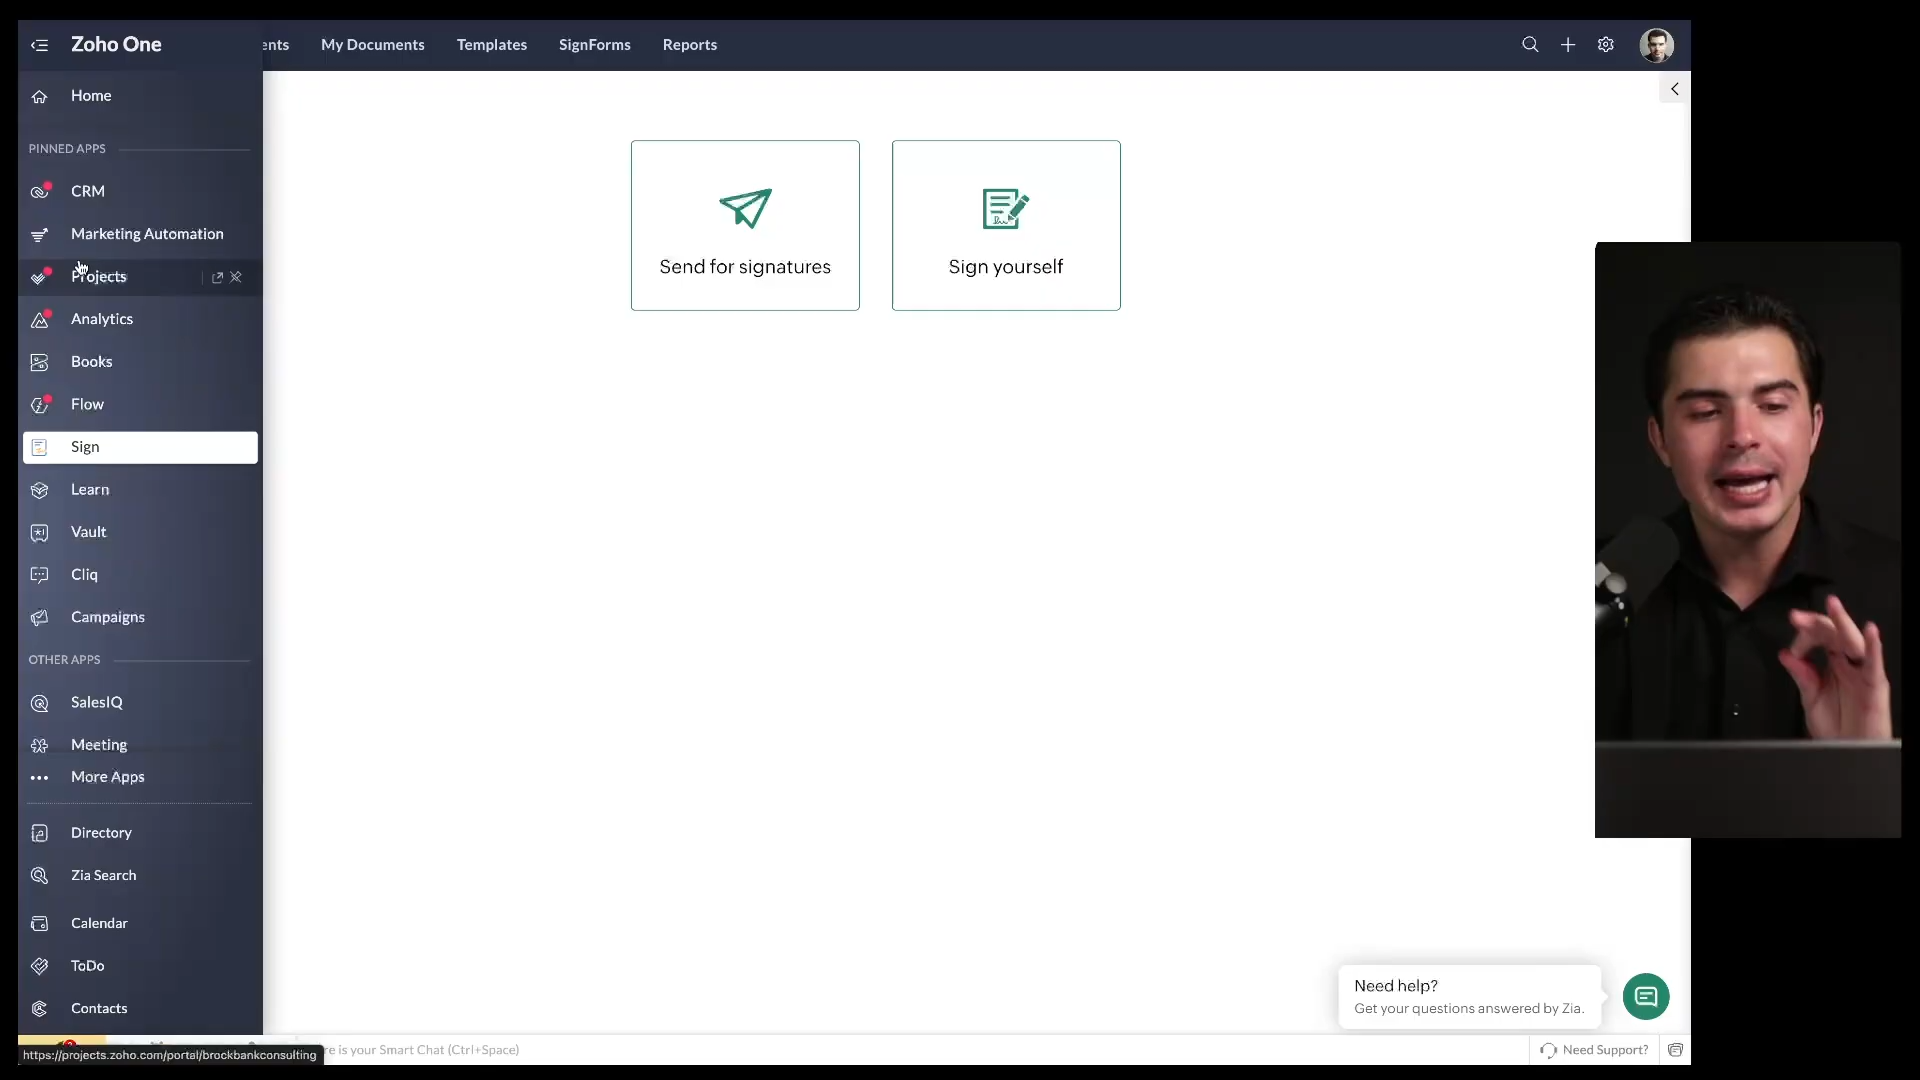 Zoho One
ents
My Documents
Templates
SignForms
Reports
Home
PINNED APPS
CRM
Marketing Automation
Projects
Analytics
Books
Flow
Sign
Learn
Vault
Cliq
Campaigns
OTHER APPS
SalesIQ
Meeting
More Apps
Directory
Zia Search
Calendar
ToDo
Contacts
Send for signatures
Sign yourself
Need help?
Get your questions answered by Zia.
https://projects.zoho.com/portal/brockbankconsulting
re is your Smart Chat (Ctrl+Space)
Need Support?